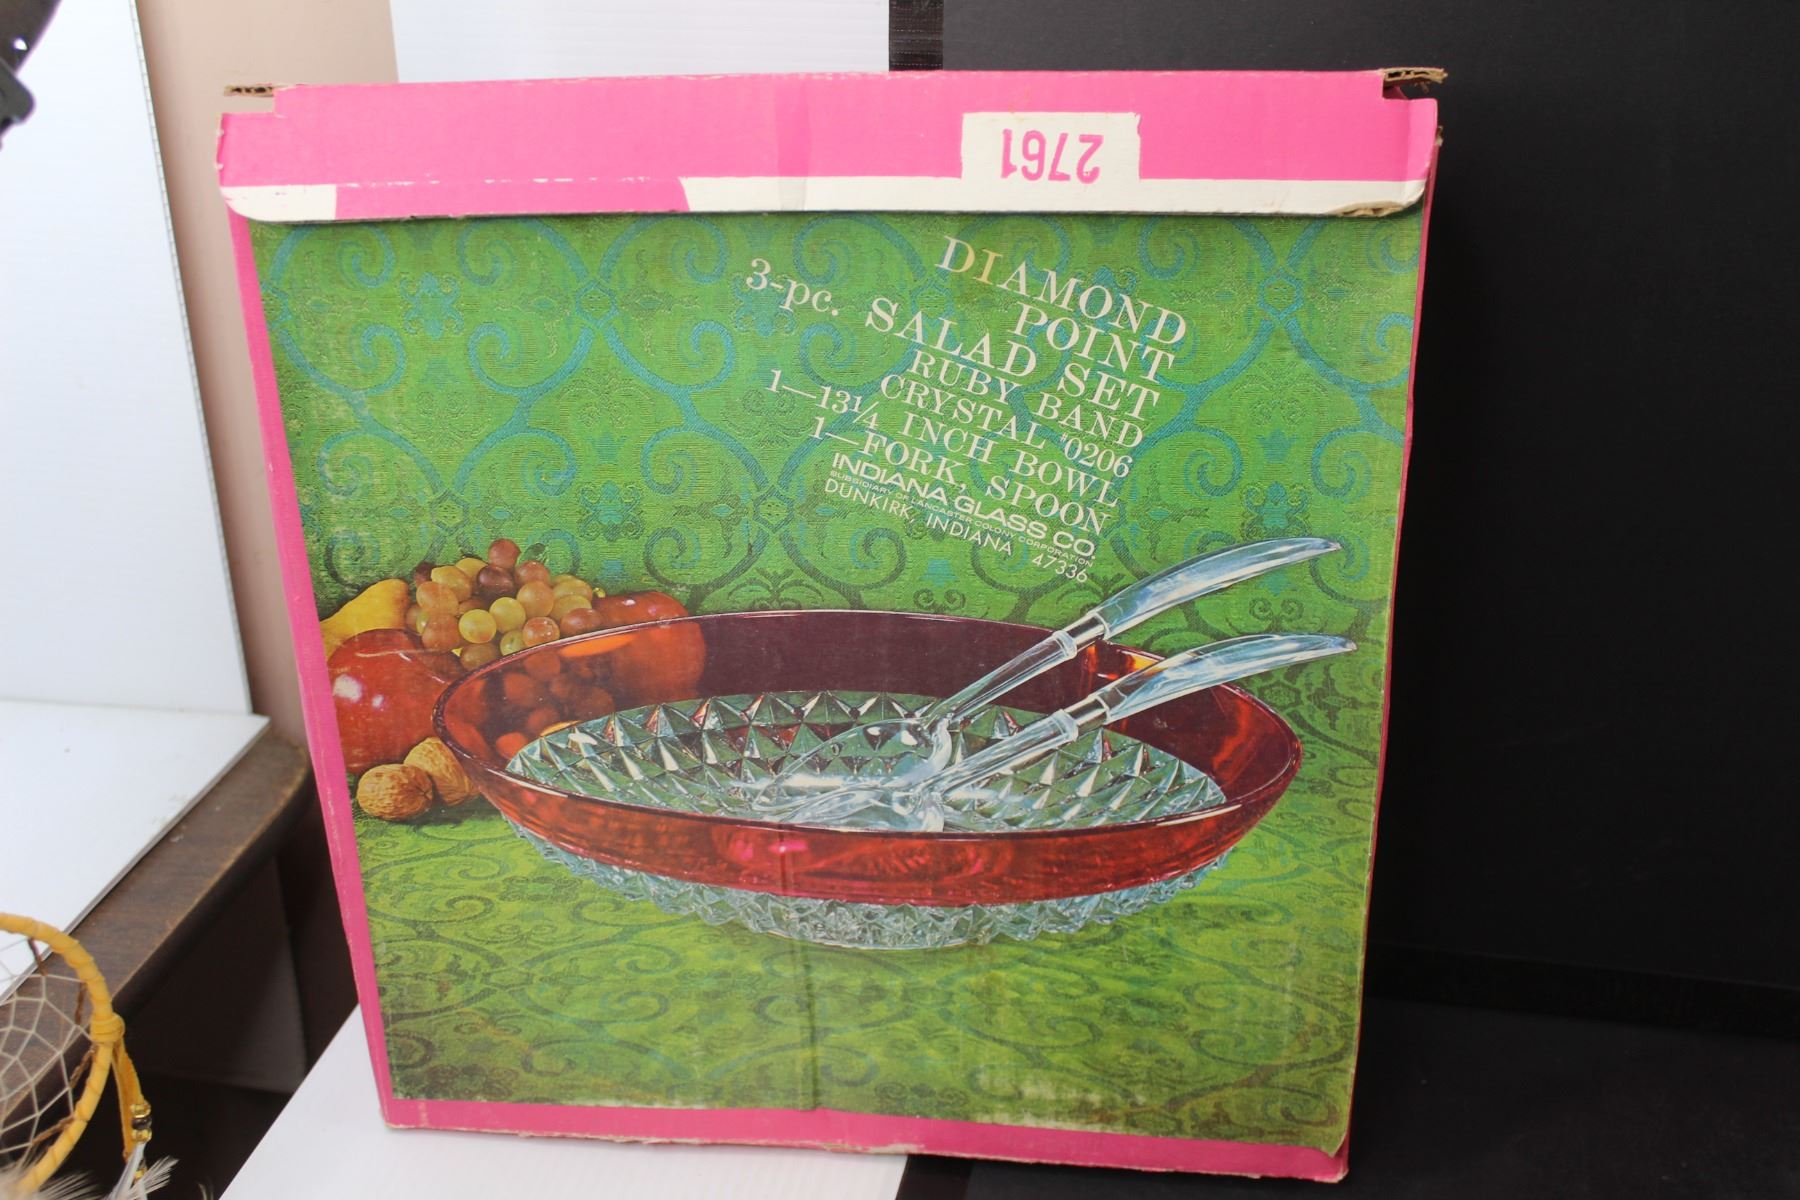 2761
DIAMOND
POINT
3-pc. SALAD SET
RUBY BAND
CRYSTAL #0206
1—13¼ INCH BOWL
1—FORK, SPOON
INDIANA GLASS CO.
SUBSIDIARY OF LANCASTER COLONY CORPORATION
DUNKIRK, INDIANA 47336